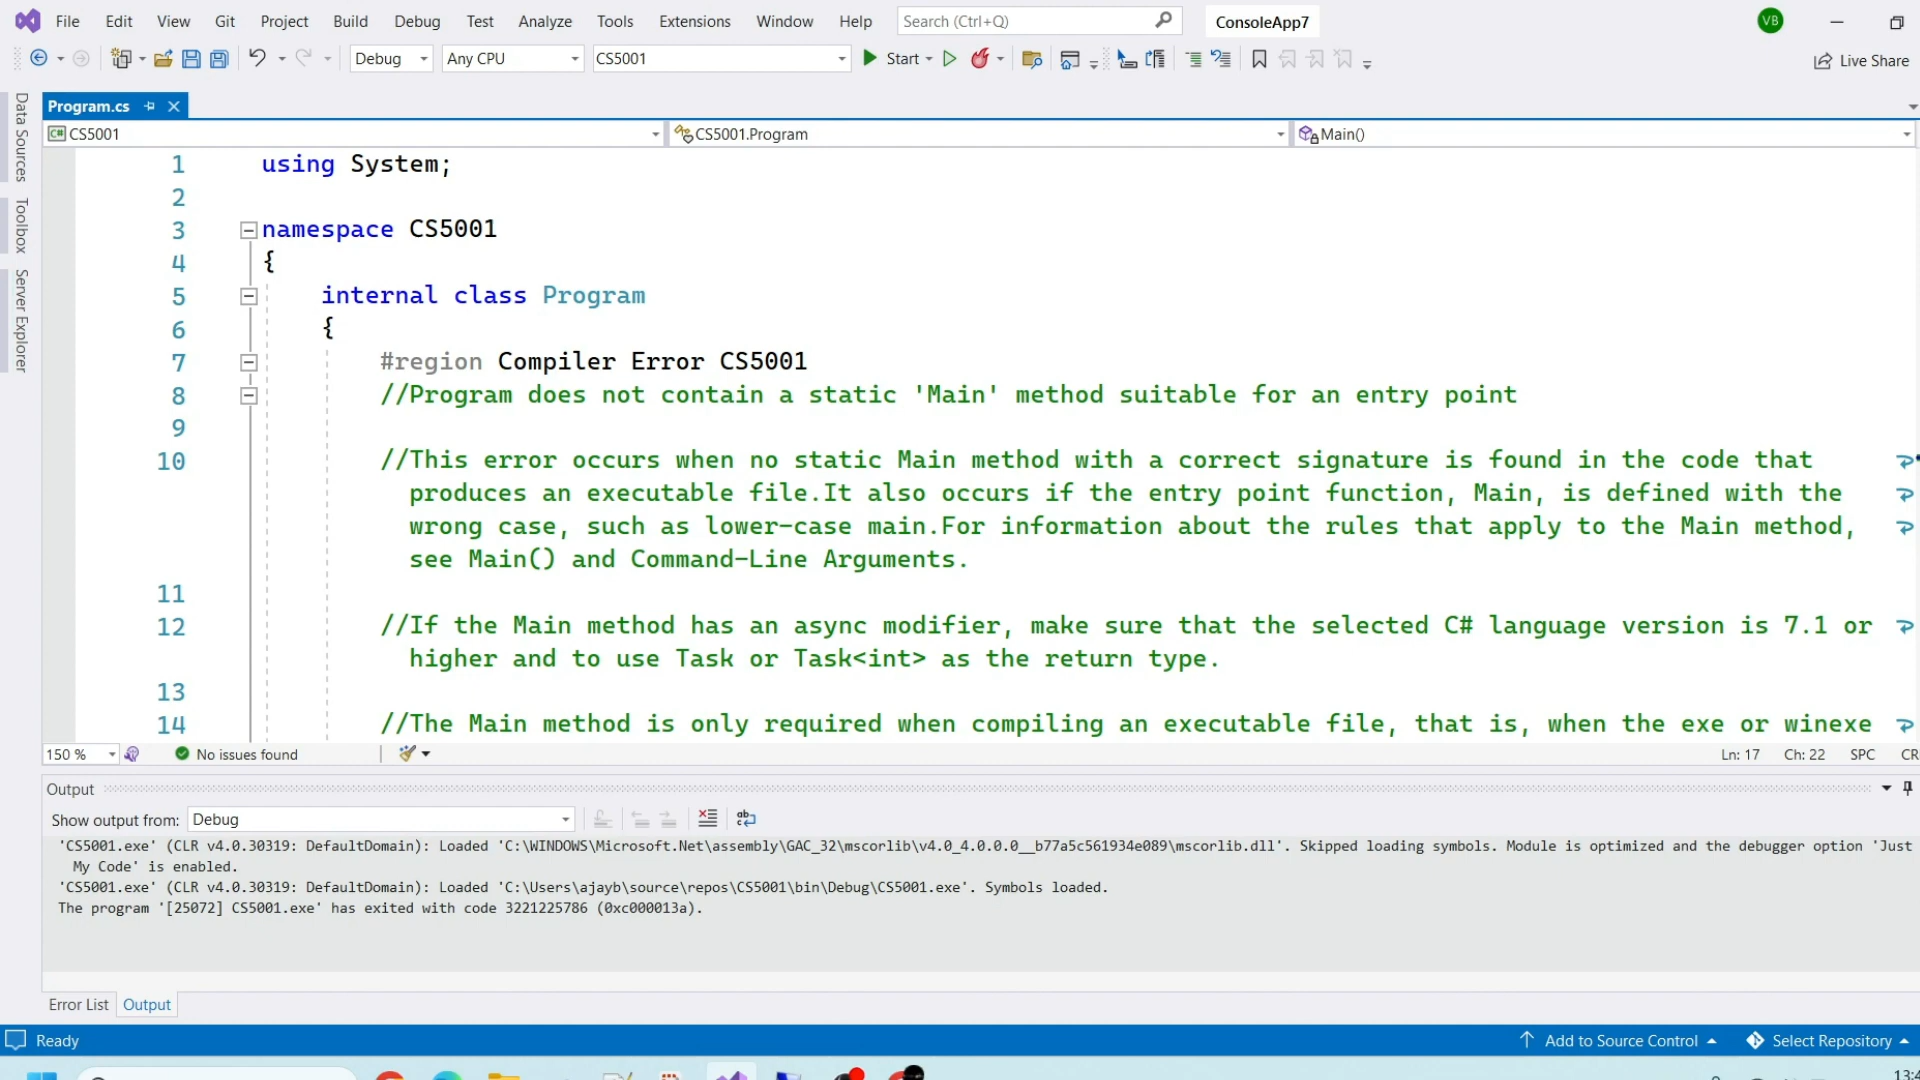 File Edit View Git Project Build Debug Test Analyze Tools Extensions Window Help Search (Ctrl+Q) ConsoleApp7 VB
Debug Any CPU CS5001 Start Live Share
Program.cs
C# CS5001 CS5001.Program Main()
Data Sources
Toolbox
Server Explorer
1 using System;
2
3 namespace CS5001
4 {
5 internal class Program
6 {
7 #region Compiler Error CS5001
8 //Program does not contain a static 'Main' method suitable for an entry point
9
10 //This error occurs when no static Main method with a correct signature is found in the code that
produces an executable file.It also occurs if the entry point function, Main, is defined with the
wrong case, such as lower-case main.For information about the rules that apply to the Main method,
see Main() and Command-Line Arguments.
11
12 //If the Main method has an async modifier, make sure that the selected C# language version is 7.1 or
higher and to use Task or Task<int> as the return type.
13
14 //The Main method is only required when compiling an executable file, that is, when the exe or winexe
150 % No issues found Ln: 17 Ch: 22 SPC CR
Output
Show output from: Debug
'CS5001.exe' (CLR v4.0.30319: DefaultDomain): Loaded 'C:\WINDOWS\Microsoft.Net\assembly\GAC_32\mscorlib\v4.0_4.0.0.0__b77a5c561934e089\mscorlib.dll'. Skipped loading symbols. Module is optimized and the debugger option 'Just
My Code' is enabled.
'CS5001.exe' (CLR v4.0.30319: DefaultDomain): Loaded 'C:\Users\ajayb\source\repos\CS5001\bin\Debug\CS5001.exe'. Symbols loaded.
The program '[25072] CS5001.exe' has exited with code 3221225786 (0xc000013a).
Error List Output
Ready Add to Source Control Select Repository